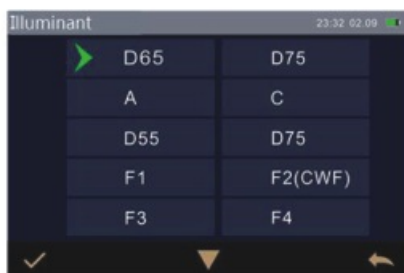 Illuminant 23:32 02.09
D65 D75
A C
D55 D75
F1 F2(CWF)
F3 F4